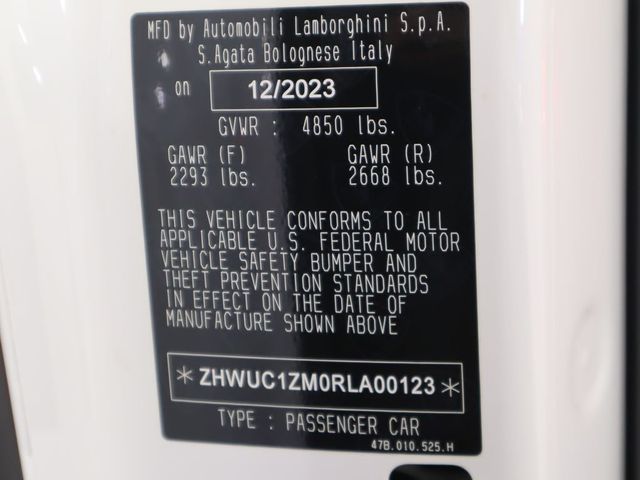 MFD by Automobili Lamborghini S.p.A.
S.Agata Bolognese Italy
on 12/2023
GVWR : 4850 lbs.
GAWR (F) GAWR (R)
2293 lbs. 2668 lbs.
THIS VEHICLE CONFORMS TO ALL
APPLICABLE U.S. FEDERAL MOTOR
VEHICLE SAFETY BUMPER AND
THEFT PREVENTION STANDARDS
IN EFFECT ON THE DATE OF
MANUFACTURE SHOWN ABOVE
*ZHWUC1ZM0RLA00123*
TYPE : PASSENGER CAR
47B.010.525.H